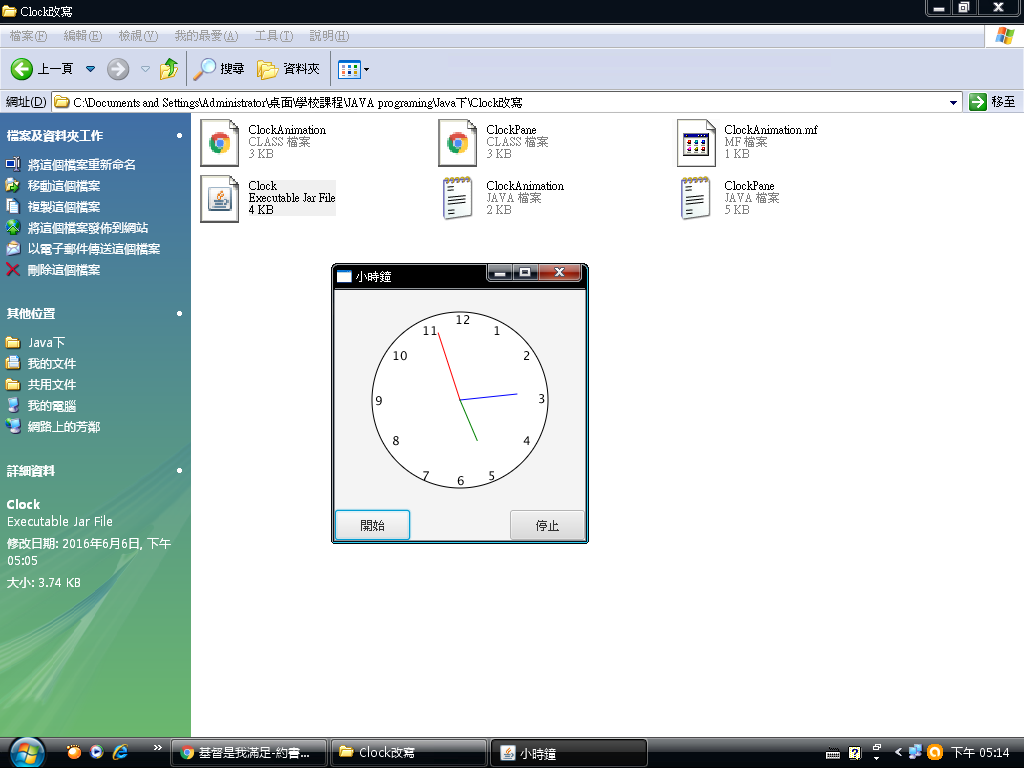 Clock改寫
檔案(F) 編輯(E) 檢視(V) 我的最愛(A) 工具(T) 說明(H)
上一頁 搜尋 資料夾
網址(D) C:\Documents and Settings\Administrator\桌面\學校課程\JAVA programing\Java下\Clock改寫 移至
檔案及資料夾工作
將這個檔案重新命名
移動這個檔案
複製這個檔案
將這個檔案發佈到網站
以電子郵件傳送這個檔案
刪除這個檔案
其他位置
Java下
我的文件
共用文件
我的電腦
網路上的芳鄰
詳細資料
Clock
Executable Jar File
修改日期: 2016年6月6日, 下午
05:05
大小: 3.74 KB
ClockAnimation
CLASS 檔案
3 KB
ClockPane
CLASS 檔案
3 KB
ClockAnimation.mf
MF 檔案
1 KB
Clock
Executable Jar File
4 KB
ClockAnimation
JAVA 檔案
2 KB
ClockPane
JAVA 檔案
5 KB
小時鐘
12
11 1
10 2
9 3
8 4
7 5
6
開始 停止
基督是我滿足-約書... Clock改寫 小時鐘 下午 05:14